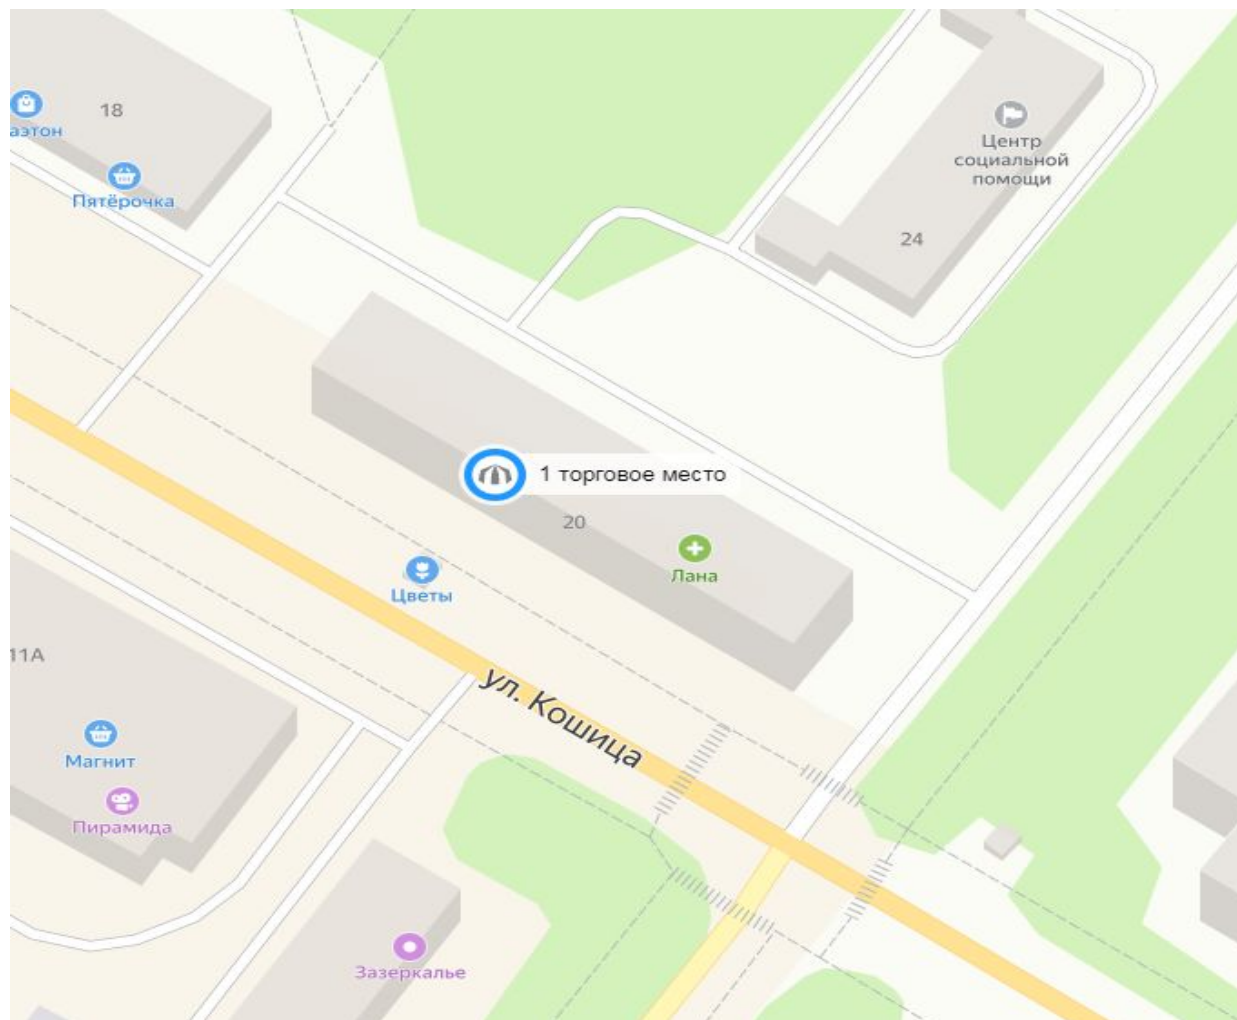 18
аэтон
Пятёрочка
Центр
социальной
помощи
24
1 торговое место
20
Лана
Цветы
11А
ул. Кошица
Магнит
Пирамида
Зазеркалье